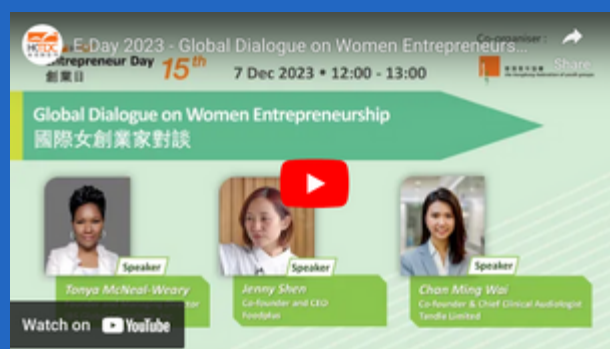 HKTDC
E-Day 2023 - Global Dialogue on Women Entrepreneurs...
Co-organiser :
Entrepreneur Day 15th
創業日
7 Dec 2023 • 12:00 - 13:00
Share
Global Dialogue on Women Entrepreneurship
國際女創業家對談
Speaker
Tonya McNeal-Weary
Speaker
Jenny Shen
Co-founder and CEO
Foodplus
Speaker
Chan Ming Wai
Co-founder & Chief Clinical Audiologist
Tandle Limited
Watch on YouTube